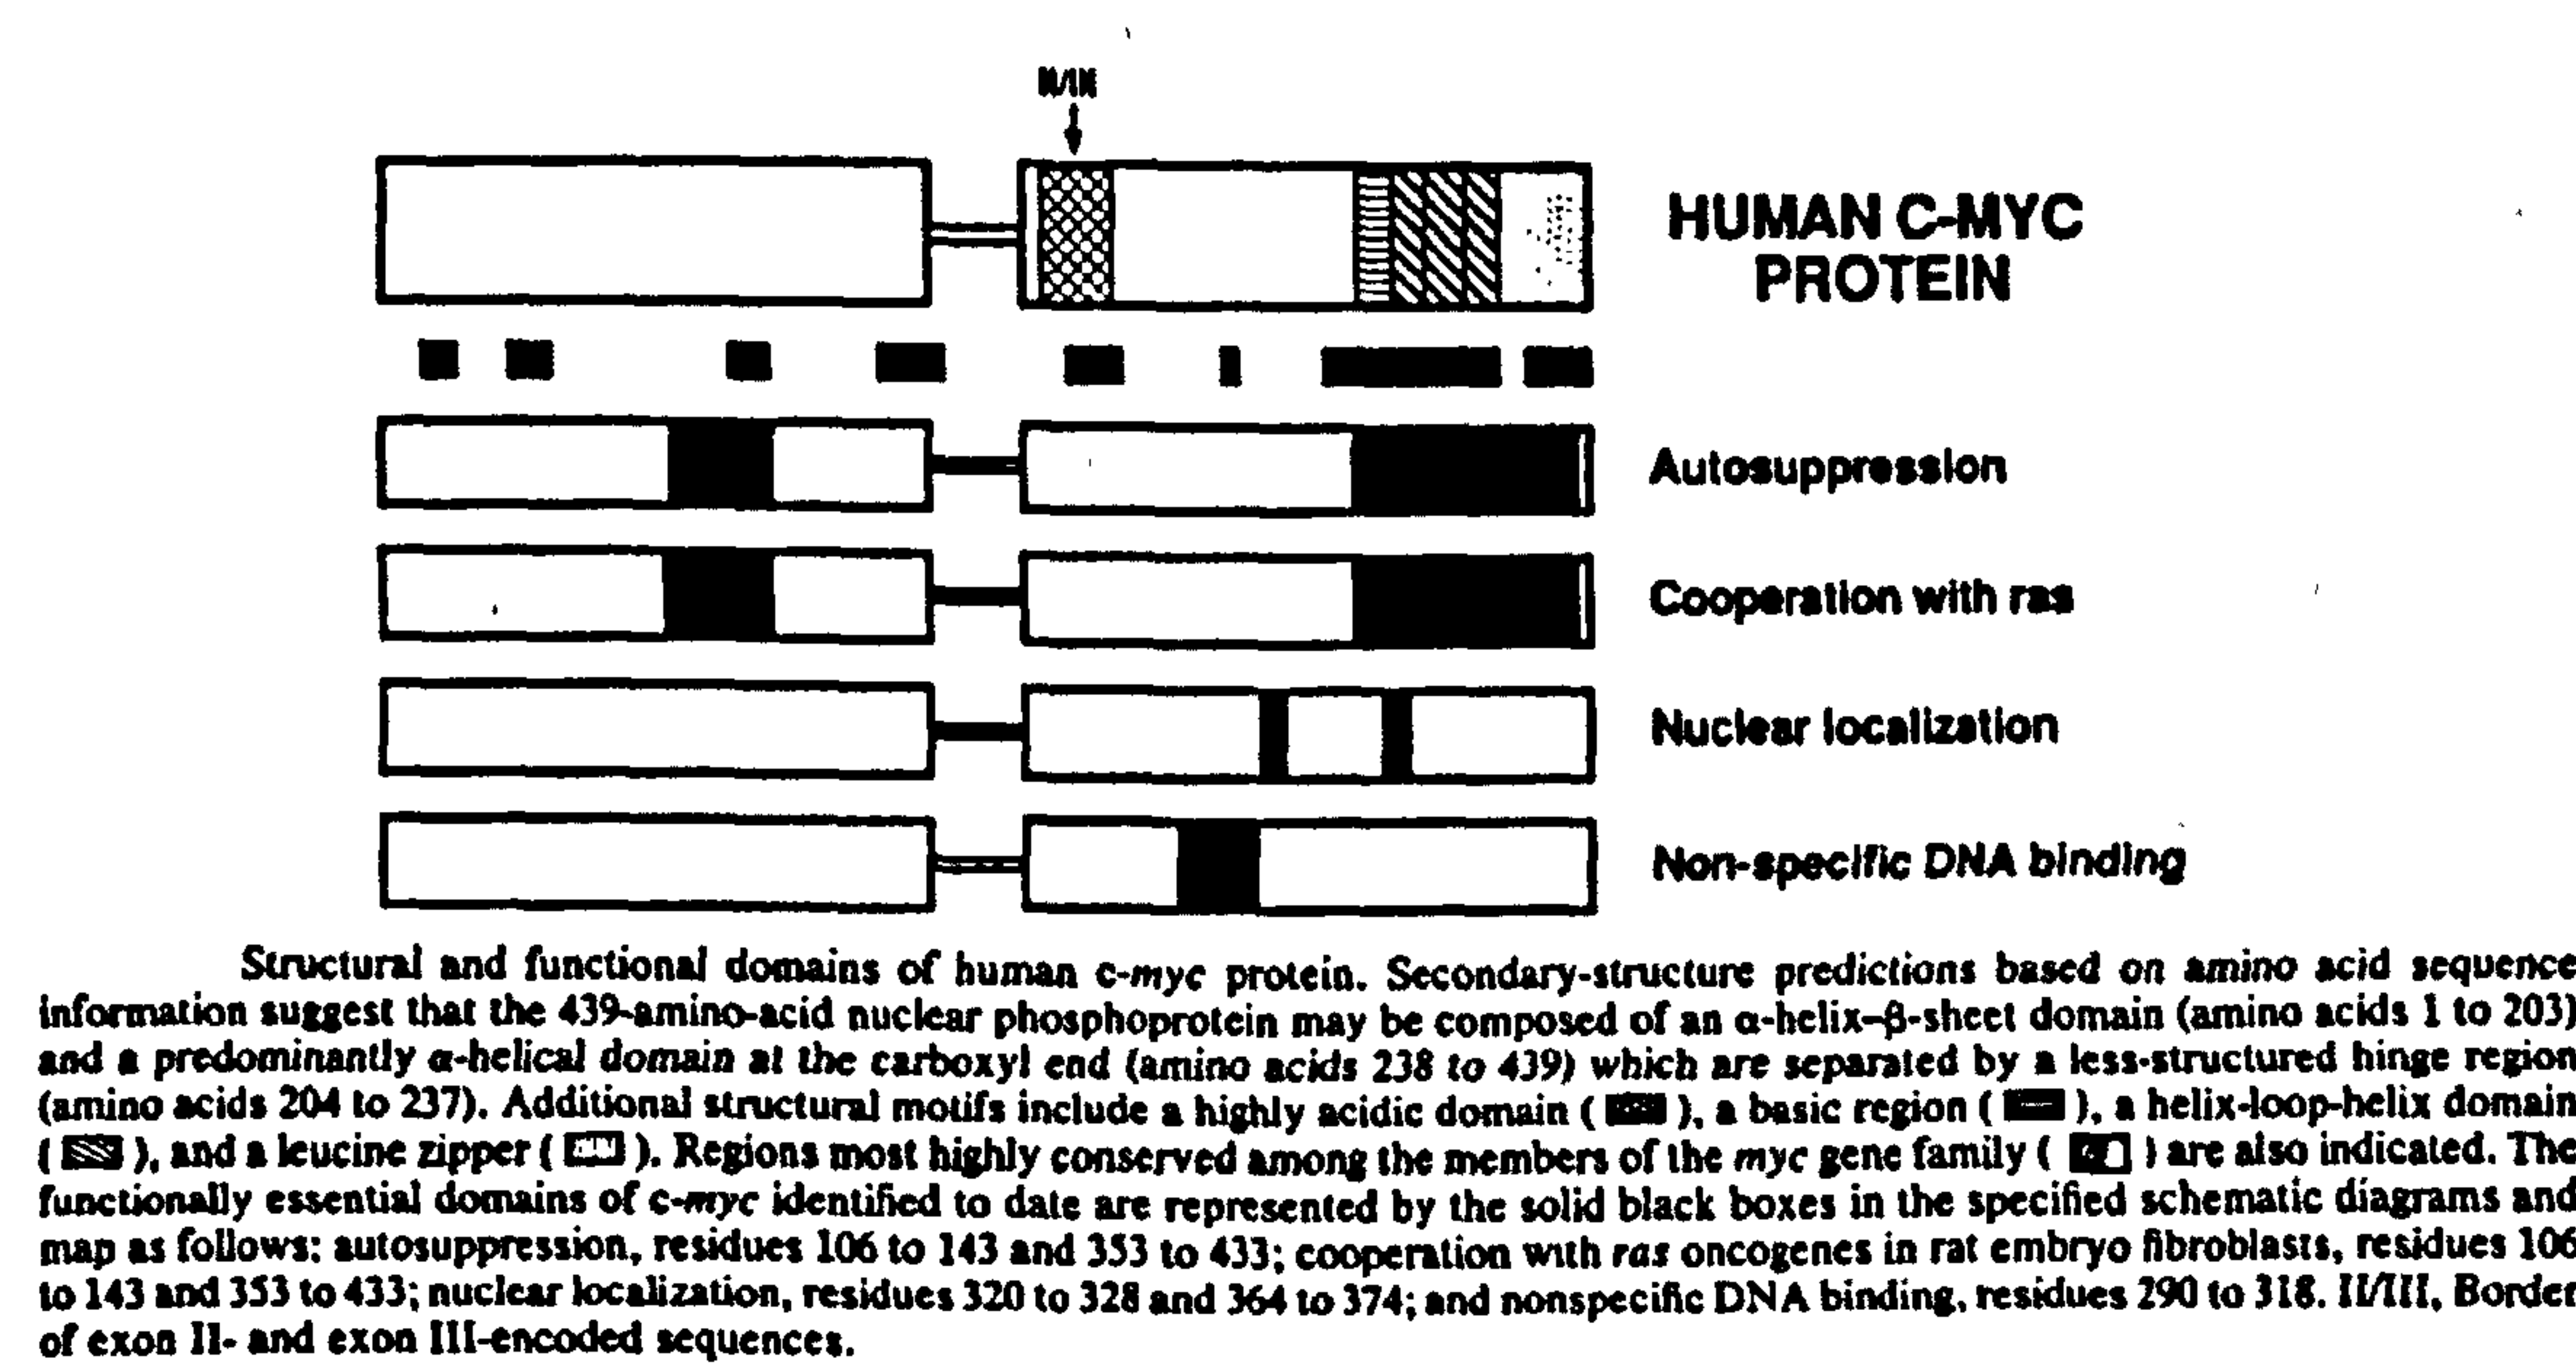 II/III
HUMAN C-MYC
PROTEIN
Autosuppression
Cooperation with ras
Nuclear localization
Non-specific DNA binding
Structural and functional domains of human c-myc protein. Secondary-structure predictions based on amino acid sequence
information suggest that the 439-amino-acid nuclear phosphoprotein may be composed of an α-helix–β-sheet domain (amino acids 1 to 203)
and a predominantly α-helical domain at the carboxyl end (amino acids 238 to 439) which are separated by a less-structured hinge region
(amino acids 204 to 237). Additional structural motifs include a highly acidic domain ( ), a basic region ( ), a helix-loop-helix domain
( ), and a leucine zipper ( ). Regions most highly conserved among the members of the myc gene family ( ) are also indicated. The
functionally essential domains of c-myc identified to date are represented by the solid black boxes in the specified schematic diagrams and
map as follows: autosuppression, residues 106 to 143 and 353 to 433; cooperation with ras oncogenes in rat embryo fibroblasts, residues 106
to 143 and 353 to 433; nuclear localization, residues 320 to 328 and 364 to 374; and nonspecific DNA binding, residues 290 to 318. II/III, Border
of exon II- and exon III-encoded sequences.